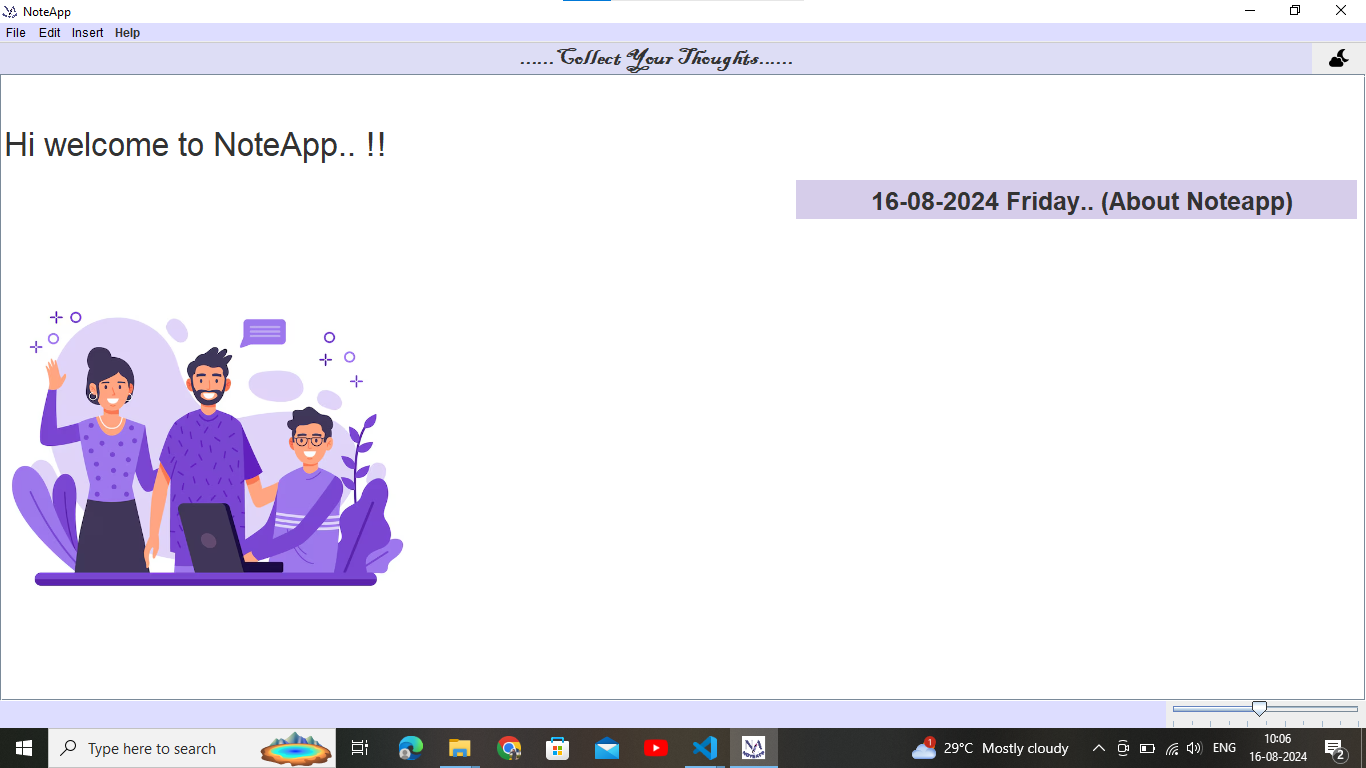 NoteApp
File Edit Insert Help
......Collect Your Thoughts......
Hi welcome to NoteApp.. !!
16-08-2024 Friday.. (About Noteapp)
Type here to search
1
29°C Mostly cloudy
ENG
10:06
16-08-2024
2